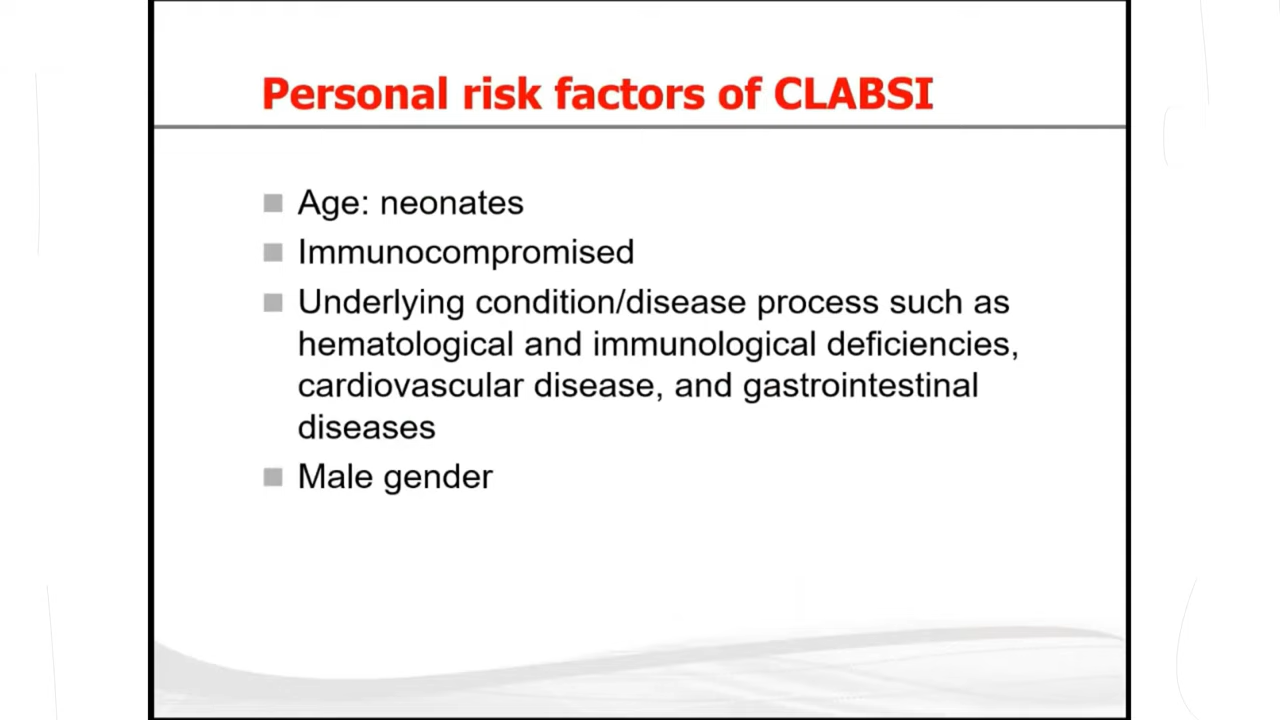 Personal risk factors of CLABSI
Age: neonates
Immunocompromised
Underlying condition/disease process such as
hematological and immunological deficiencies,
cardiovascular disease, and gastrointestinal
diseases
Male gender